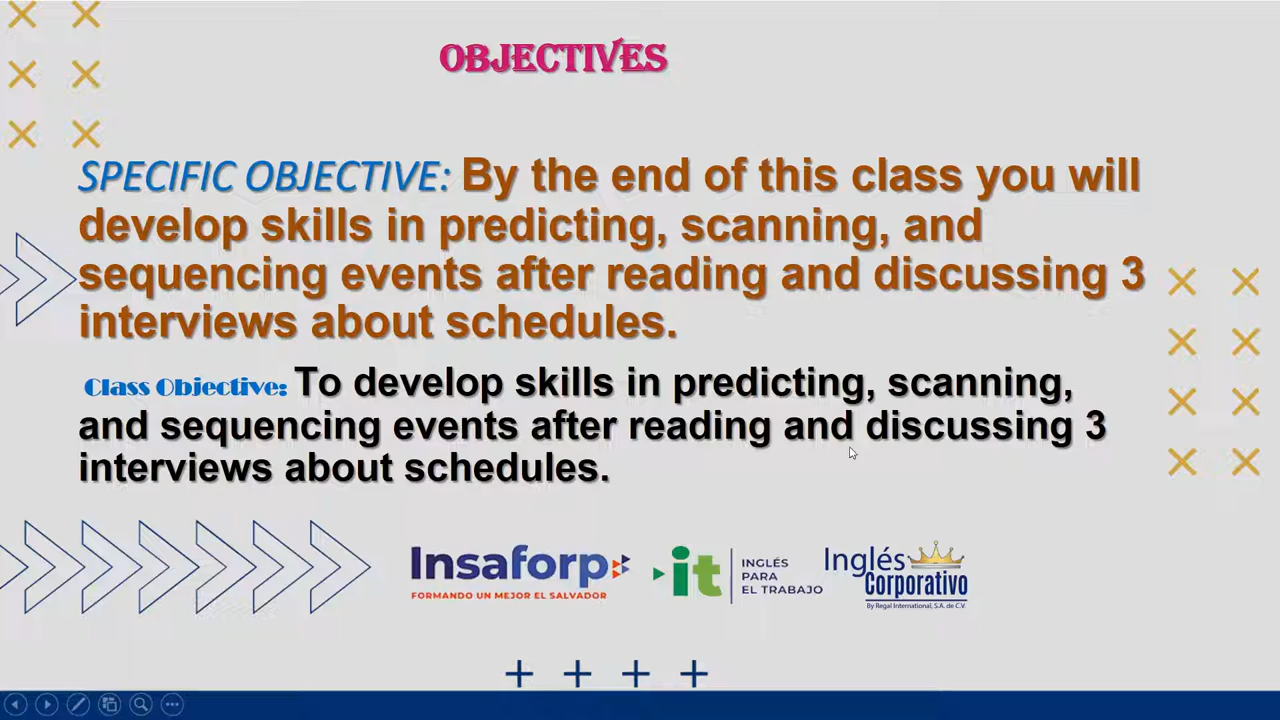 OBJECTIVES
SPECIFIC OBJECTIVE: By the end of this class you will
develop skills in predicting, scanning, and
sequencing events after reading and discussing 3
interviews about schedules.
Class Objective: To develop skills in predicting, scanning,
and sequencing events after reading and discussing 3
interviews about schedules.
Insaforp
FORMANDO UN MEJOR EL SALVADOR
it
INGLÉS
PARA
EL TRABAJO
Inglés
Corporativo
By Regal International, S.A. de C.V.